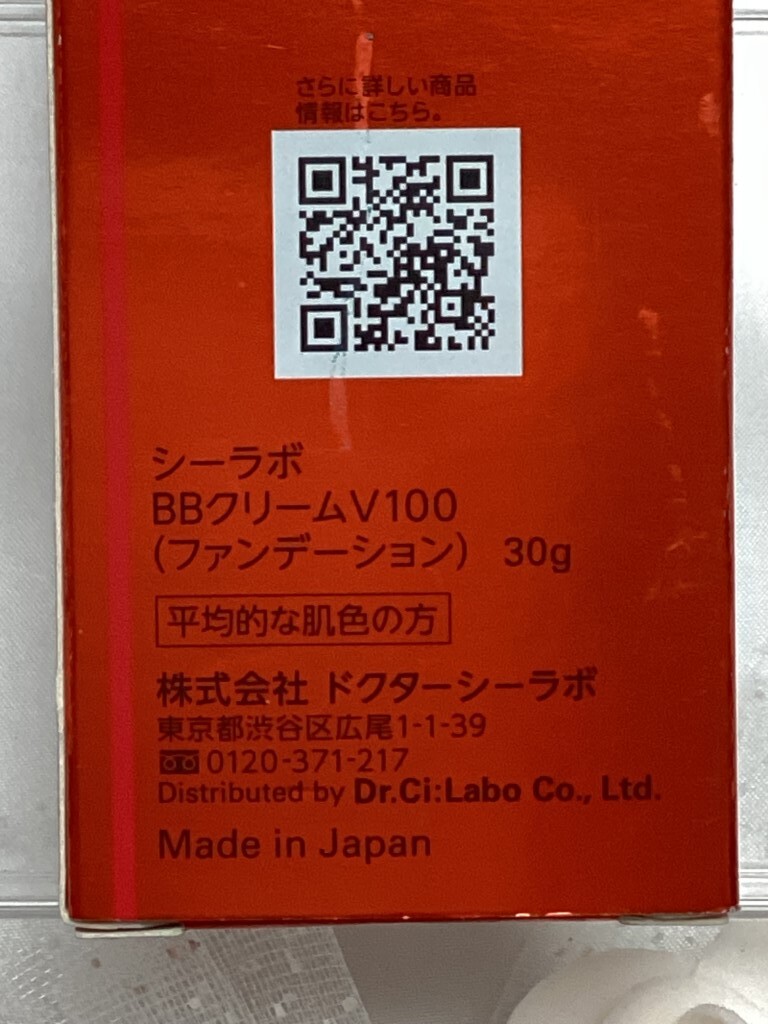 さらに詳しい商品
情報はこちら。
シーラボ
BBクリームV100
(ファンデーション) 30g
平均的な肌色の方
株式会社 ドクターシーラボ
東京都渋谷区広尾1-1-39
0120-371-217
Distributed by Dr.Ci:Labo Co., Ltd.
Made in Japan